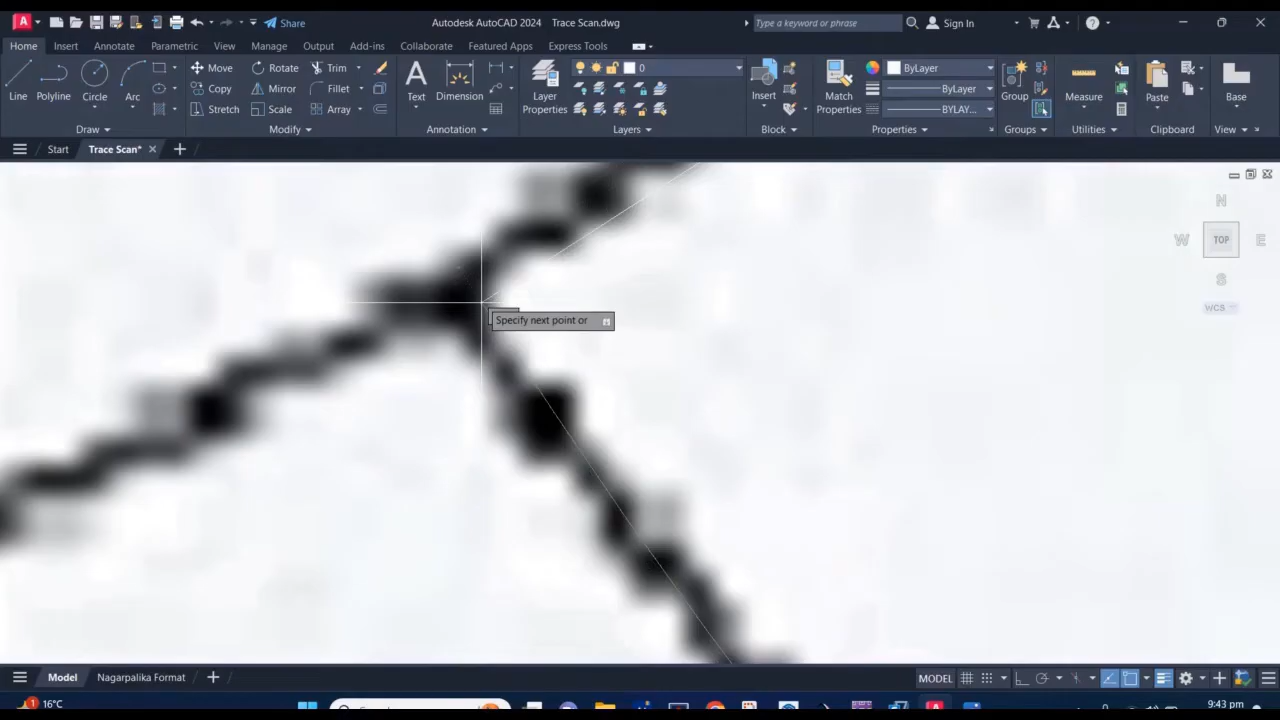 A Share Autodesk AutoCAD 2024 Trace Scan.dwg Type a keyword or phrase Sign In
Home Insert Annotate Parametric View Manage Output Add-ins Collaborate Featured Apps Express Tools
Line Polyline Circle Arc
Move Rotate Trim
Copy Mirror Fillet
Stretch Scale Array
Text Dimension
Layer Properties
0
Insert
Match Properties
ByLayer
ByLayer
BYLAY...
Group
Measure
Paste
Base
Draw Modify Annotation Layers Block Properties Groups Utilities Clipboard View
Start Trace Scan*
N
W TOP E
S
WCS
Specify next point or
Model Nagarpalika Format MODEL
1 16°C 9:43 pm